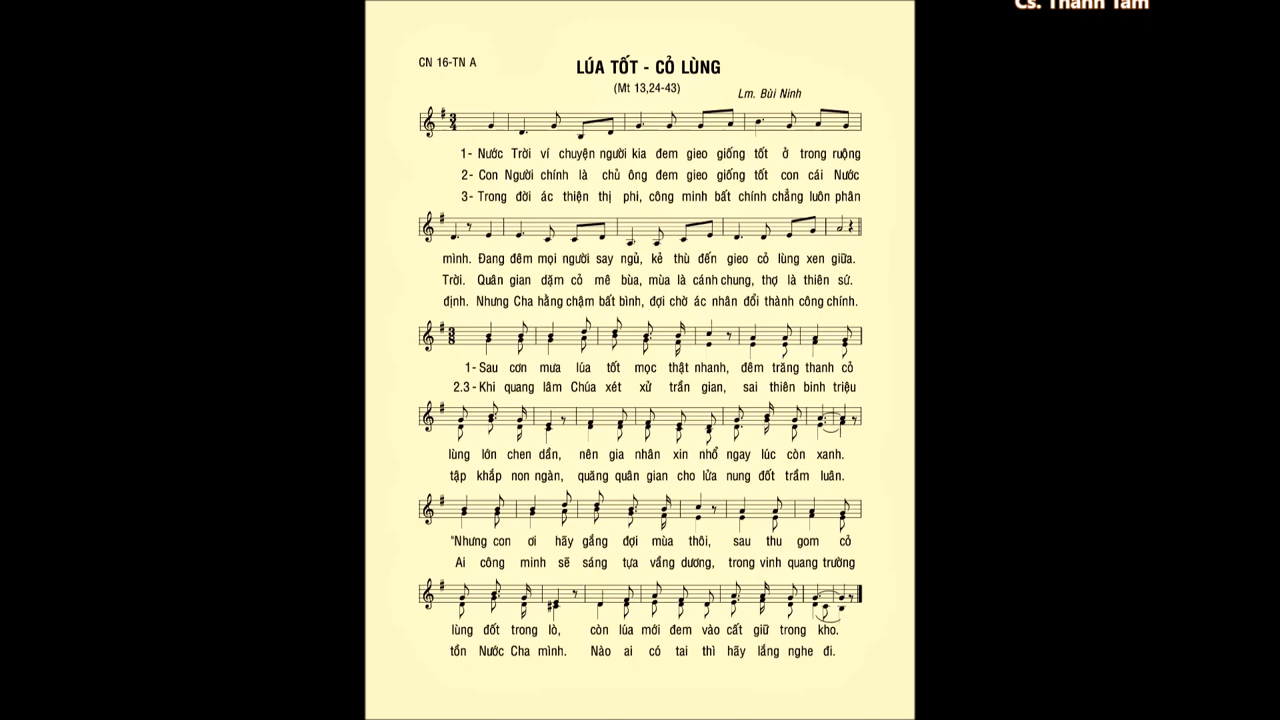 Cs. Thanh Tâm
CN 16-TN A
LÚA TỐT - CỎ LÙNG
(Mt 13,24-43)
Lm. Bùi Ninh
3 4
1- Nước Trời ví chuyện người kia đem gieo giống tốt ở trong ruộng
2- Con Người chính là chủ ông đem gieo giống tốt con cái Nước
3- Trong đời ác thiện thị phi, công minh bất chính chẳng luôn phân
mình. Đang đêm mọi người say ngủ, kẻ thù đến gieo cỏ lùng xen giữa.
Trời. Quân gian dặm cỏ mê bùa, mùa là cánh chung, thợ là thiên sứ.
định. Nhưng Cha hằng chậm bất bình, đợi chờ ác nhân đổi thành công chính.
3 8
1- Sau cơn mưa lúa tốt mọc thật nhanh, đêm trăng thanh cỏ
2.3 - Khi quang lâm Chúa xét xử trần gian, sai thiên binh triệu
lùng lớn chen dần, nên gia nhân xin nhổ ngay lúc còn xanh.
tập khắp non ngàn, quăng quân gian cho lửa nung đốt trầm luân.
"Nhưng con ơi hãy gắng đợi mùa thôi, sau thu gom cỏ
Ai công minh sẽ sáng tựa vầng dương, trong vinh quang trường
lùng đốt trong lò, còn lúa mới đem vào cất giữ trong kho.
tồn Nước Cha mình. Nào ai có tai thì hãy lắng nghe đi.